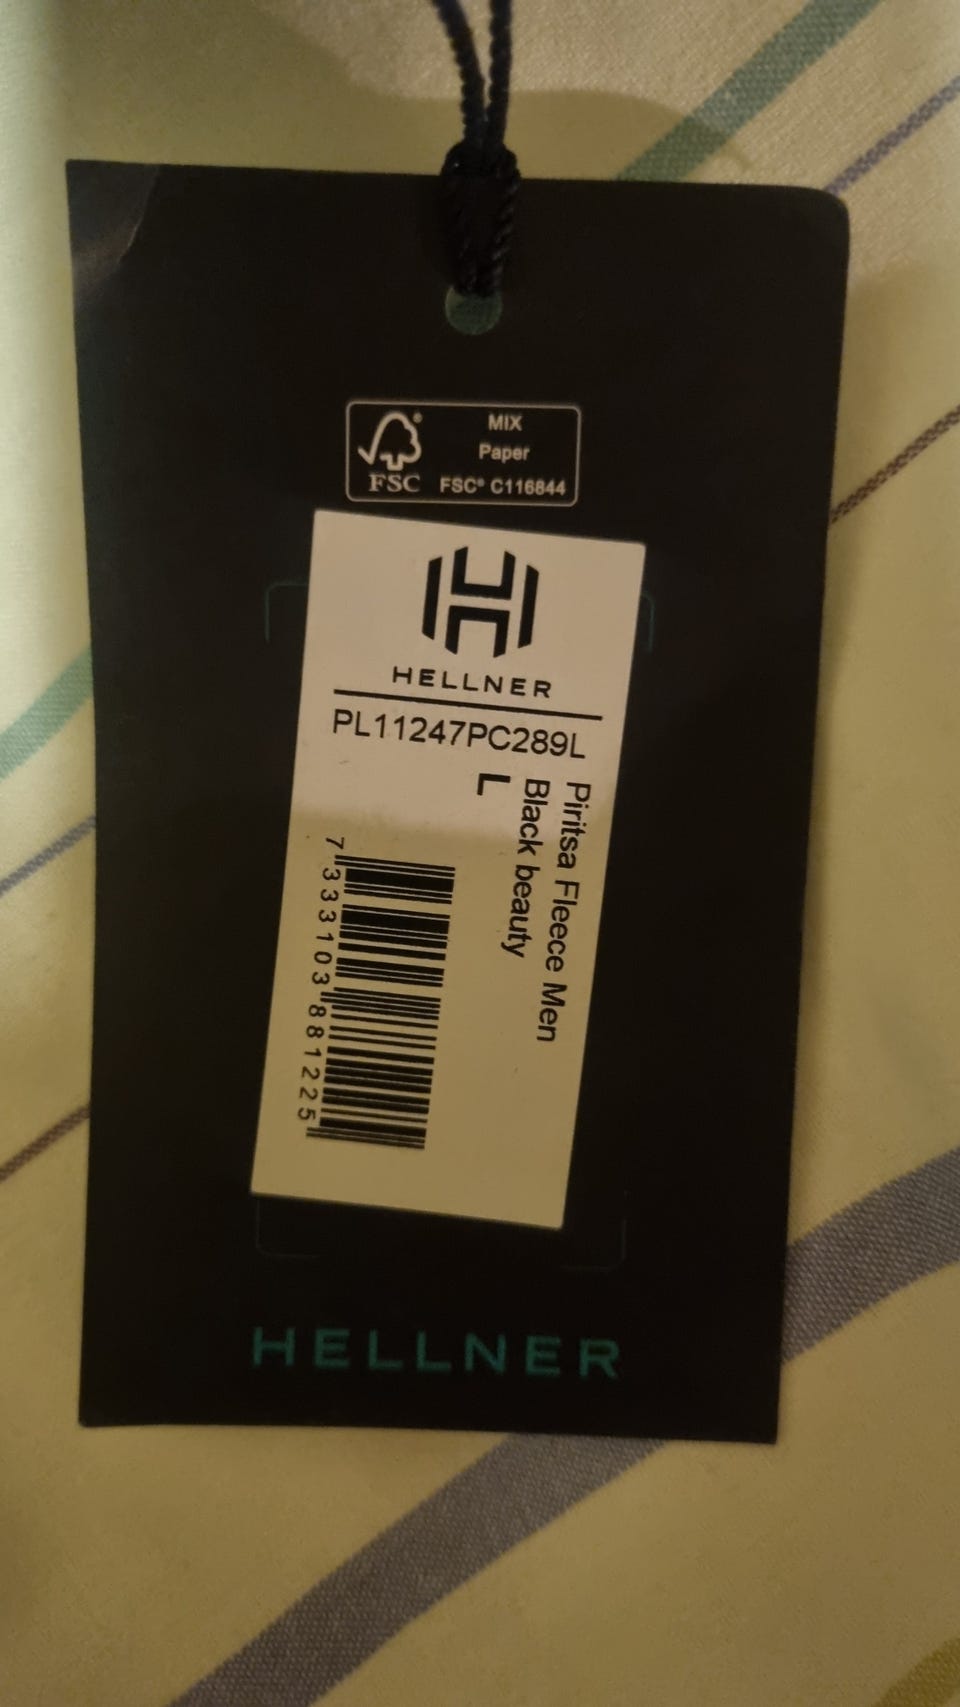 MIX
Paper
FSC
FSC® C116844
HELLNER
PL11247PC289L
Piritsa Fleece Men
Black beauty
L
7 333103 881225
HELLNER